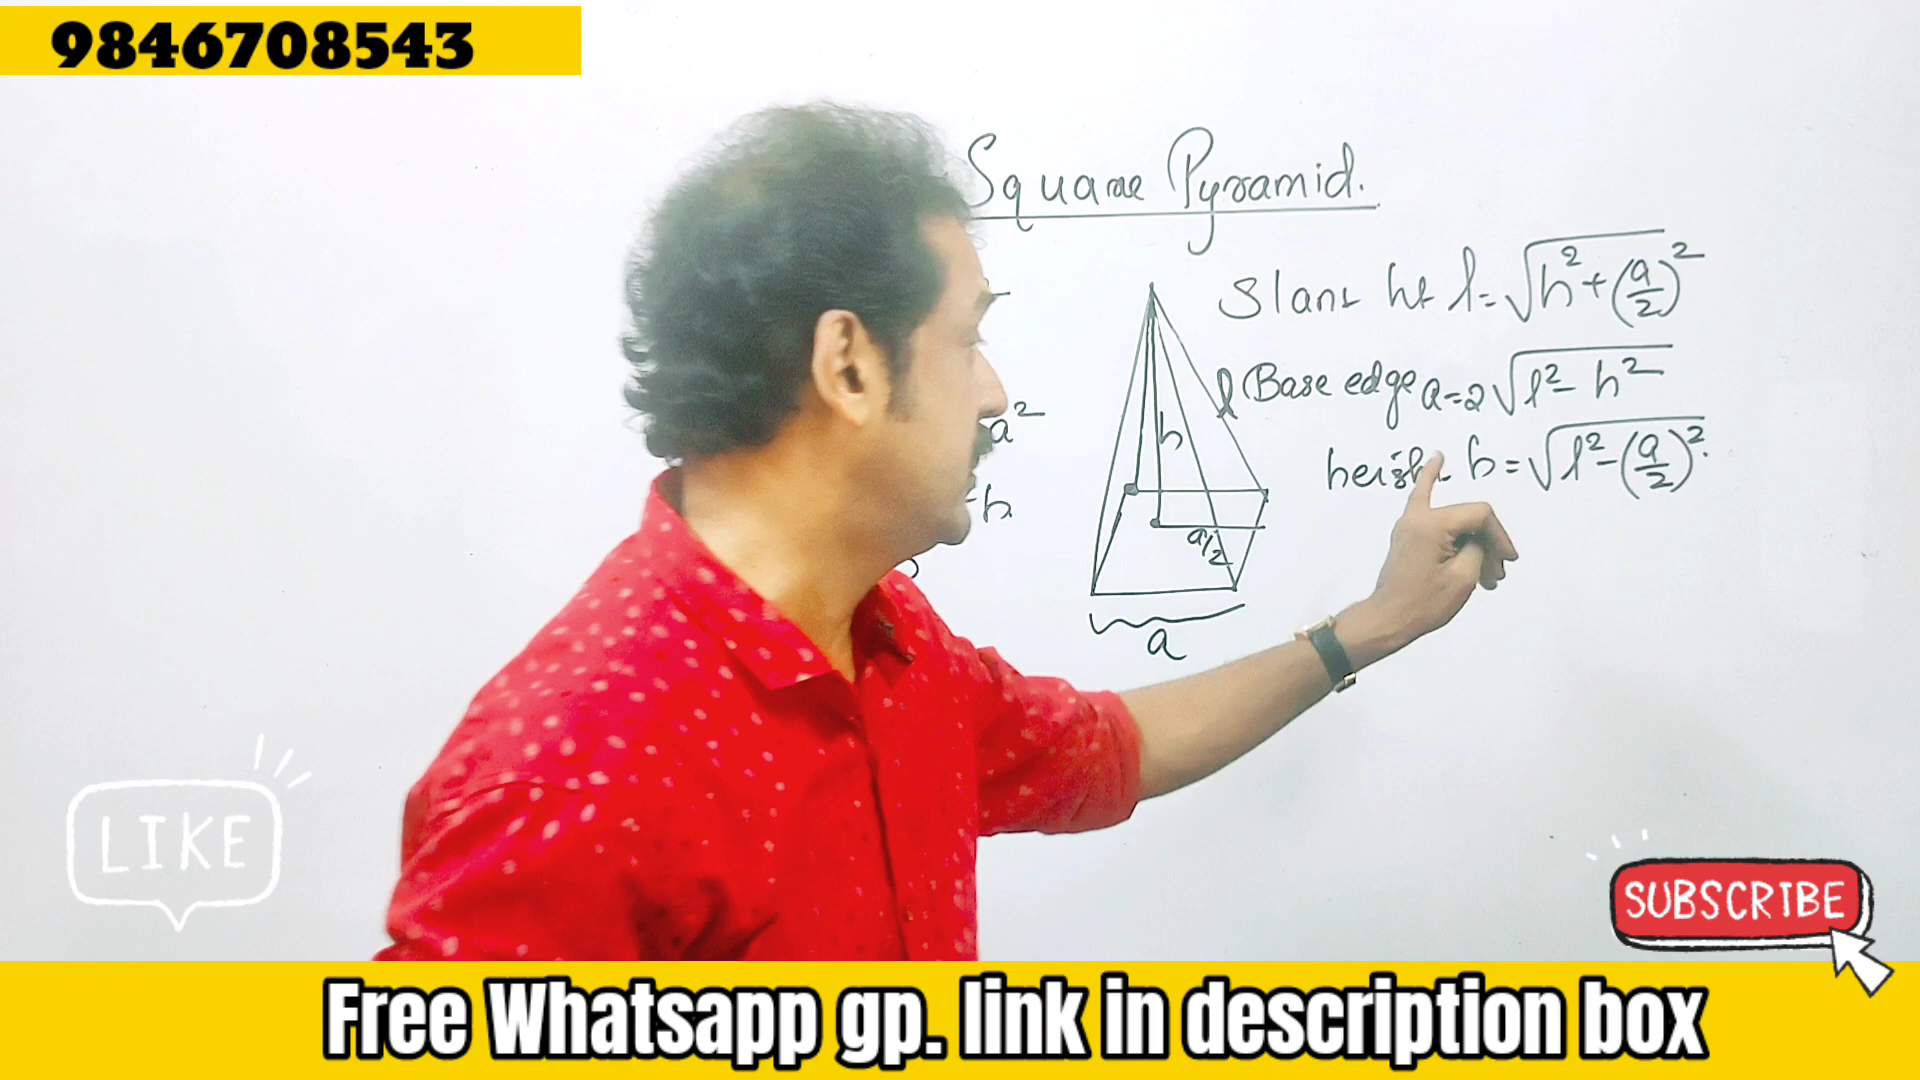 9846708543
Square Pyramid.
Slant ht l = √h² + (a/2)²
l Base edge a = 2√l² - h²
height h = √l² - (a/2)².
a²
h
h
a/2
a
LIKE
SUBSCRIBE
Free Whatsapp gp. link in description box